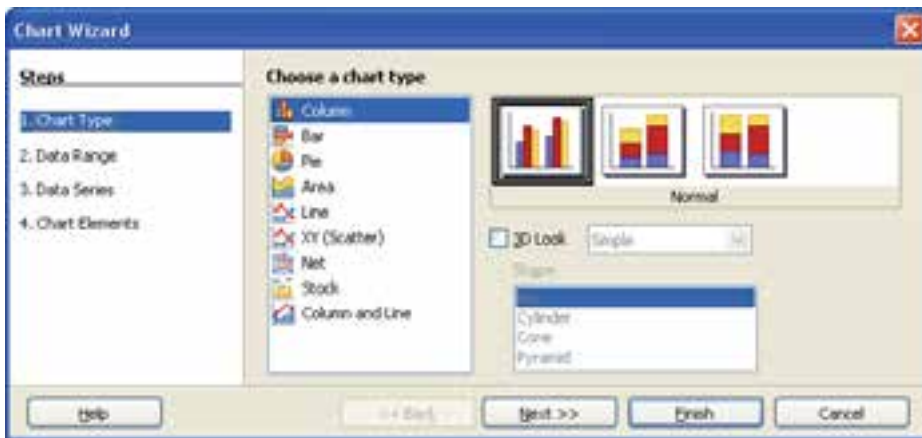 Chart Wizard
Steps
1. Chart Type
2. Data Range
3. Data Series
4. Chart Elements
Choose a chart type
Column
Bar
Pie
Area
Line
XY (Scatter)
Net
Stock
Column and Line
Normal
3D Look
Simple
Shape
Cylinder
Cone
Pyramid
Help
<< Back
Next >>
Finish
Cancel